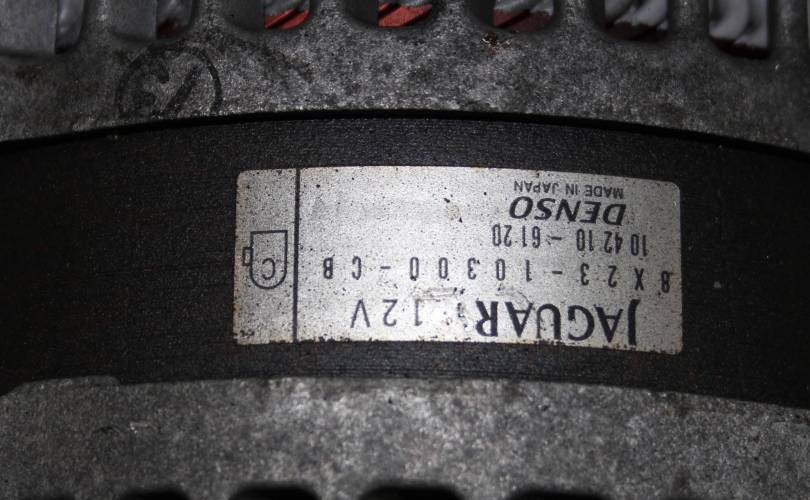 JAGUAR 12V
8X23-10300-CB
104210-6120
DENSO
MADE IN JAPAN
C